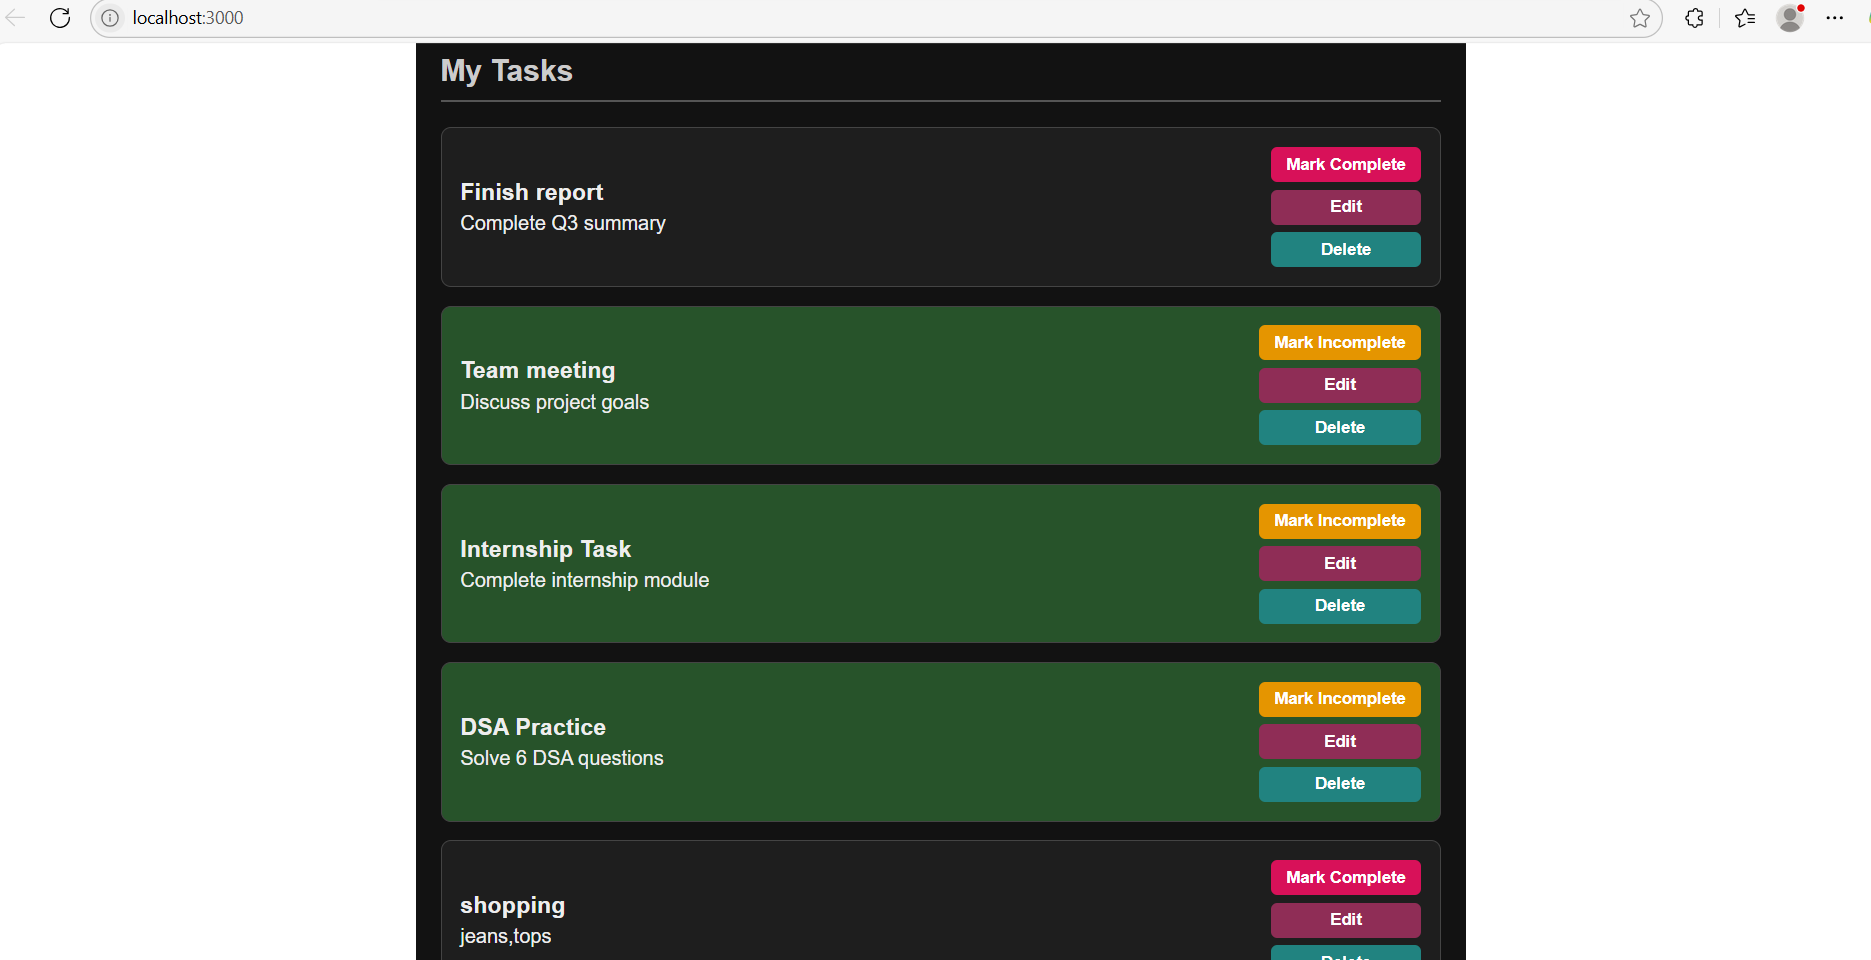 localhost:3000
My Tasks
Finish report
Complete Q3 summary
Mark Complete
Edit
Delete
Team meeting
Discuss project goals
Mark Incomplete
Edit
Delete
Internship Task
Complete internship module
Mark Incomplete
Edit
Delete
DSA Practice
Solve 6 DSA questions
Mark Incomplete
Edit
Delete
shopping
jeans,tops
Mark Complete
Edit
Delete